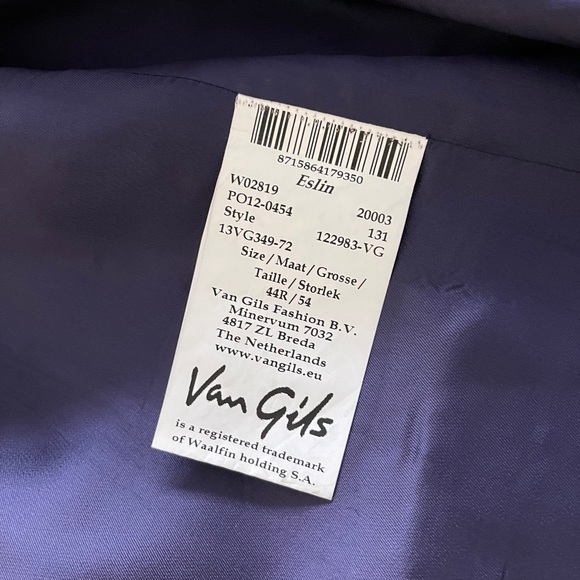 8715864179350
Eslin
W02819 20003
PO12-0454 131
Style 122983-VG
13VG349-72
Size/Maat/Grosse/
Taille/Storlek
44R/54
Van Gils Fashion B.V.
Minervum 7032
4817 ZL Breda
The Netherlands
www.vangils.eu
Van Gils
is a registered trademark
of Waalfin holding S.A.